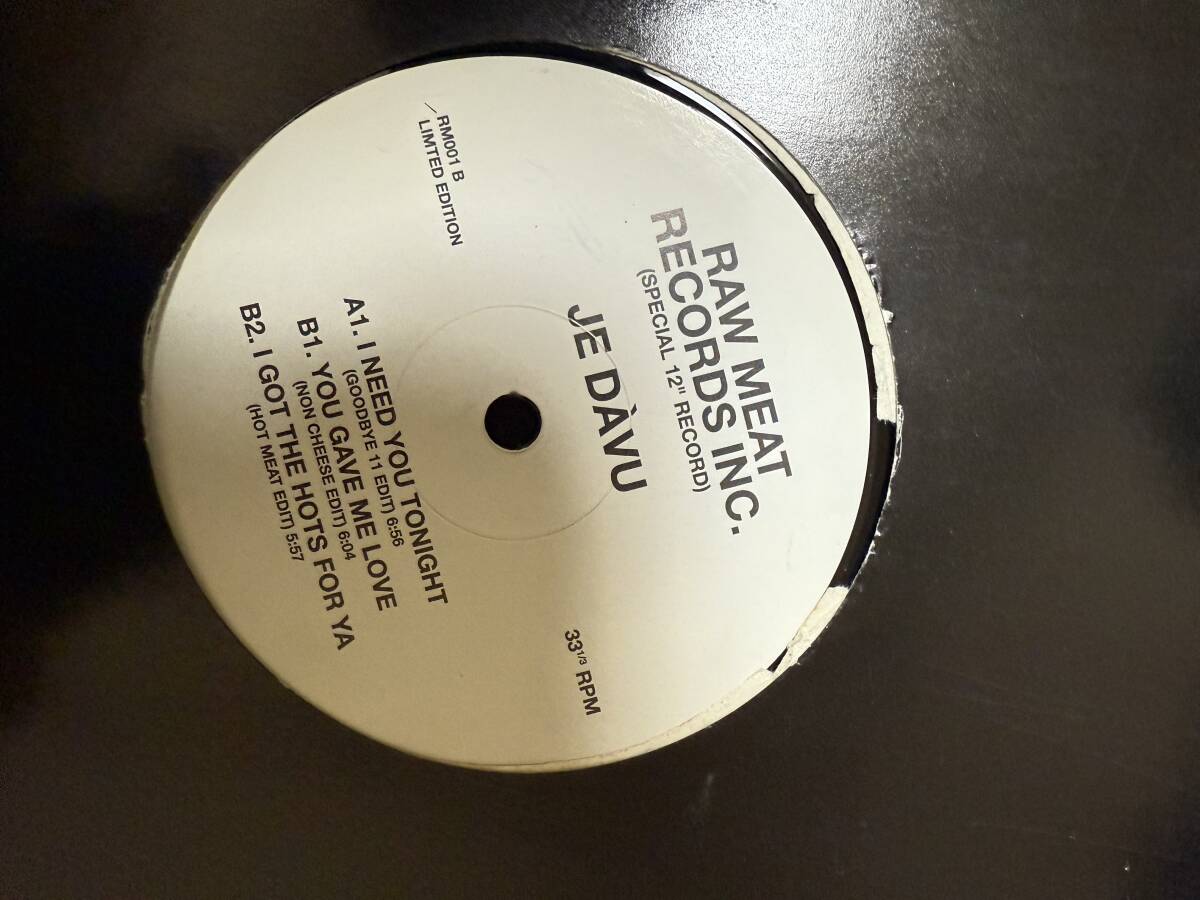 RAW MEAT
RECORDS INC.
(SPECIAL 12" RECORD)
JE DÀVU
/RM001 B
LIMTED EDITION
33 1/3 RPM
A1. I NEED YOU TONIGHT
(GOODBYE 11 EDIT) 6:56
B1. YOU GAVE ME LOVE
(NON CHEESE EDIT) 6:04
B2. I GOT THE HOTS FOR YA
(HOT MEAT EDIT) 5:57